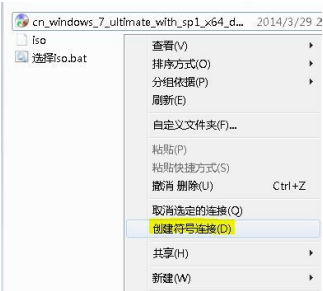 cn_windows_7_ultimate_with_sp1_x64_d... 2014/3/29 2
iso
选择iso.bat
查看(V)
排序方式(O)
分组依据(P)
刷新(E)
自定义文件夹(F)...
粘贴(P)
粘贴快捷方式(S)
撤消 删除(U) Ctrl+Z
取消选定的连接(Q)
创建符号连接(D)
共享(H)
新建(W)